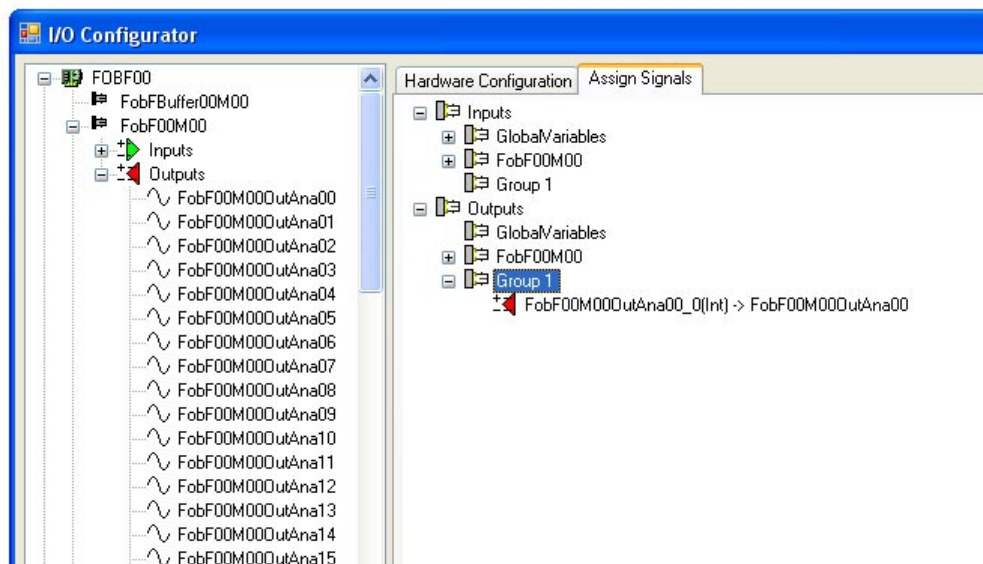 I/O Configurator
FOBF00
FobFBuffer00M00
FobF00M00
Inputs
Outputs
FobF00M00OutAna00
FobF00M00OutAna01
FobF00M00OutAna02
FobF00M00OutAna03
FobF00M00OutAna04
FobF00M00OutAna05
FobF00M00OutAna06
FobF00M00OutAna07
FobF00M00OutAna08
FobF00M00OutAna09
FobF00M00OutAna10
FobF00M00OutAna11
FobF00M00OutAna12
FobF00M00OutAna13
FobF00M00OutAna14
FobF00M00OutAna15
Hardware Configuration Assign Signals
Inputs
GlobalVariables
FobF00M00
Group 1
Outputs
GlobalVariables
FobF00M00
Group 1
FobF00M00OutAna00_0(Int) -> FobF00M00OutAna00